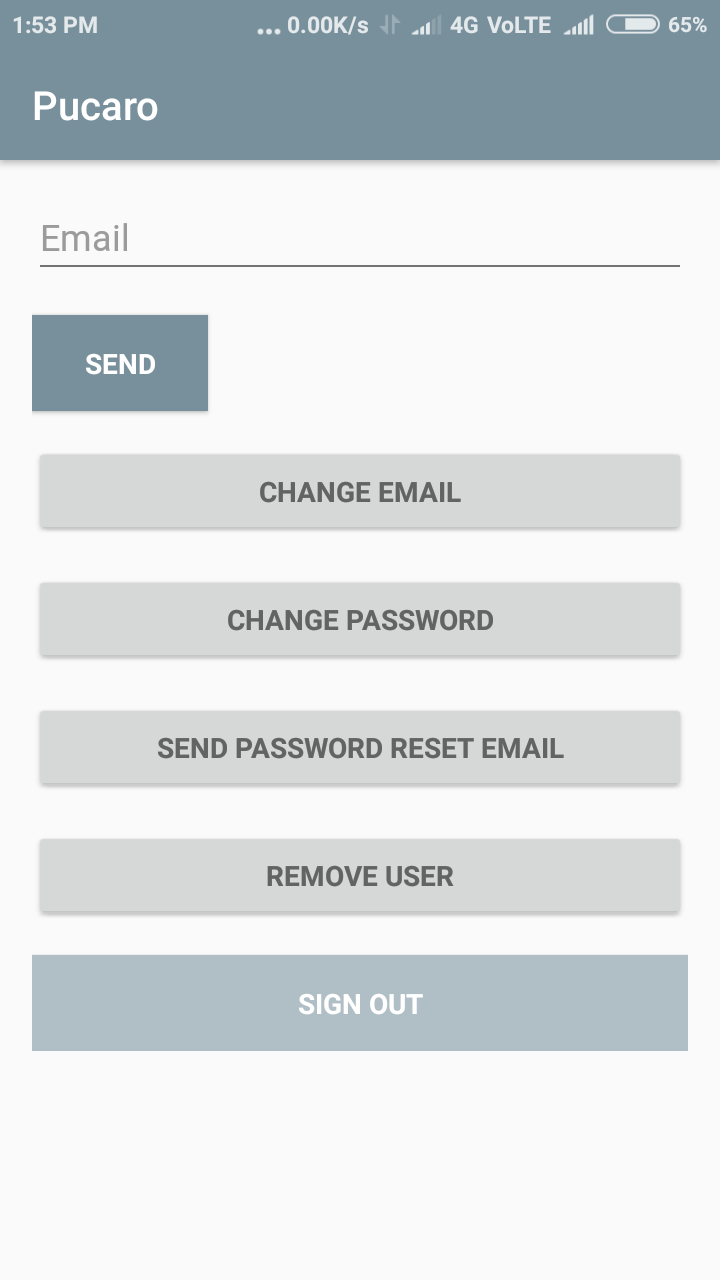 1:53 PM ... 0.00K/s 4G VoLTE 65%
Pucaro
Email
SEND
CHANGE EMAIL
CHANGE PASSWORD
SEND PASSWORD RESET EMAIL
REMOVE USER
SIGN OUT